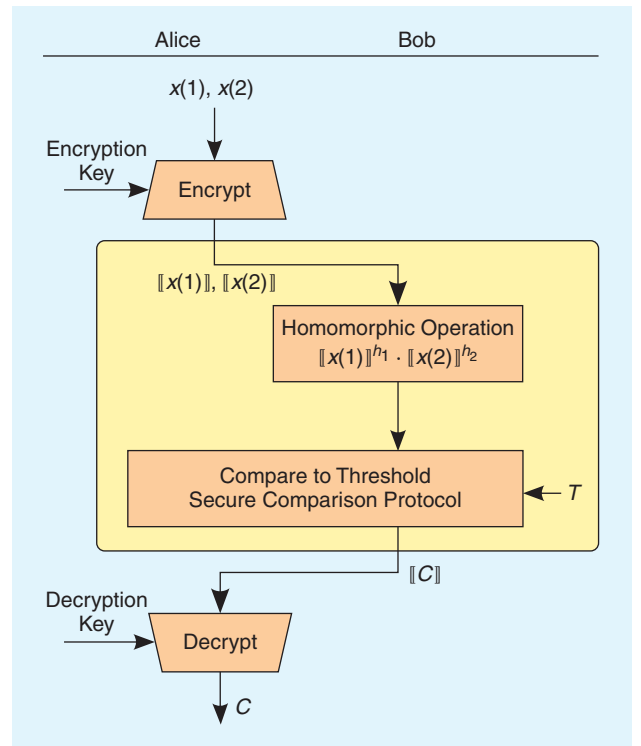 Alice Bob
x(1), x(2)
Encryption
Key
Encrypt
⟦x(1)⟧, ⟦x(2)⟧
Homomorphic Operation
⟦x(1)⟧^h₁ · ⟦x(2)⟧^h₂
Compare to Threshold
Secure Comparison Protocol
T
⟦C⟧
Decryption
Key
Decrypt
C